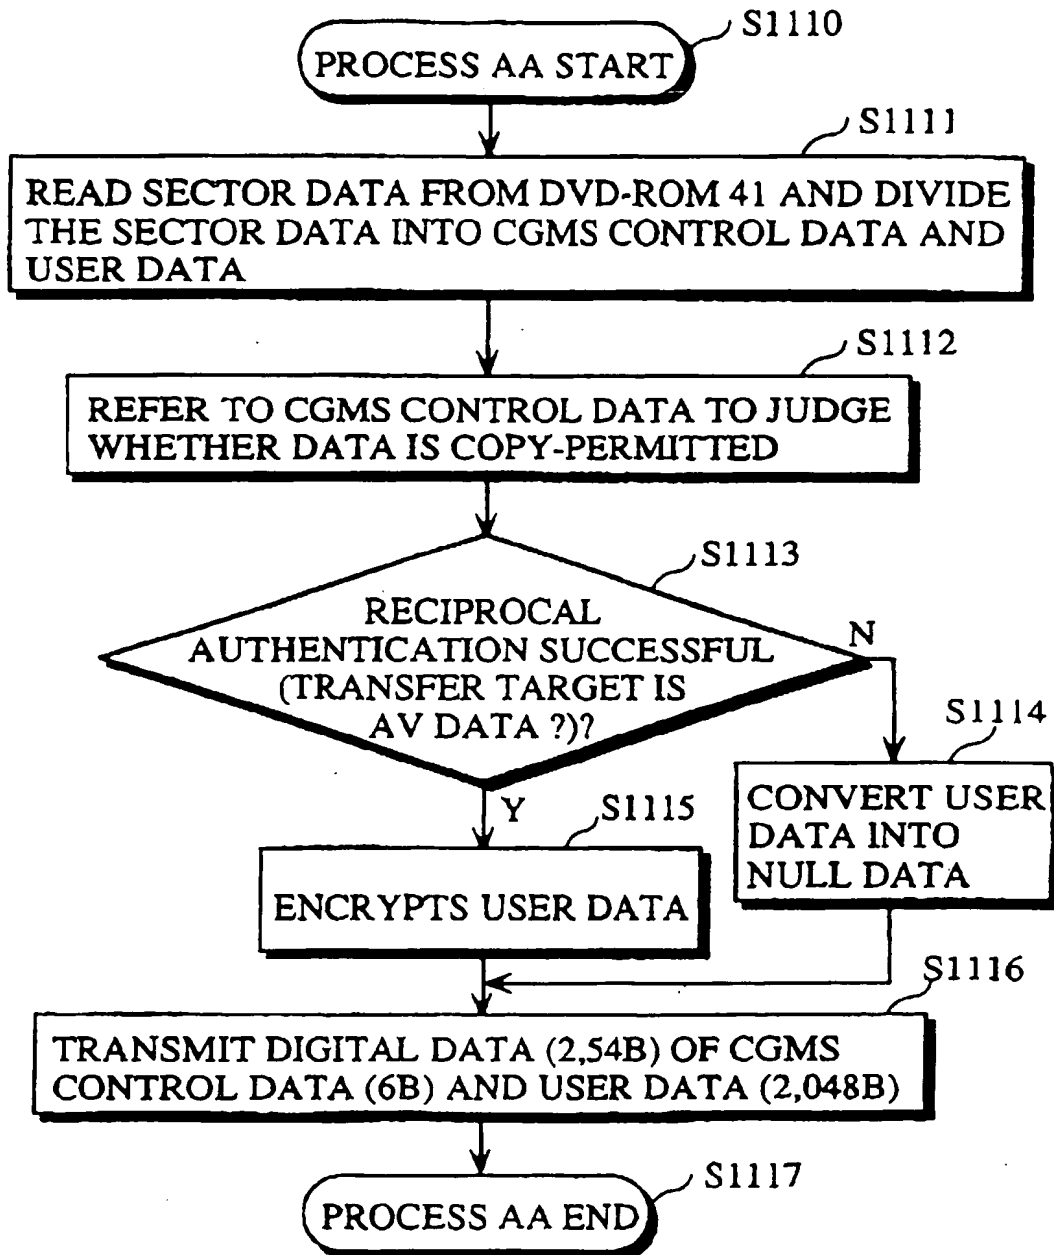 S1110
PROCESS AA START
S1111
READ SECTOR DATA FROM DVD-ROM 41 AND DIVIDE
THE SECTOR DATA INTO CGMS CONTROL DATA AND
USER DATA
S1112
REFER TO CGMS CONTROL DATA TO JUDGE
WHETHER DATA IS COPY-PERMITTED
S1113
RECIPROCAL
AUTHENTICATION SUCCESSFUL
(TRANSFER TARGET IS
AV DATA ?)?
N
S1114
CONVERT USER
DATA INTO
NULL DATA
Y
S1115
ENCRYPTS USER DATA
S1116
TRANSMIT DIGITAL DATA (2,54B) OF CGMS
CONTROL DATA (6B) AND USER DATA (2,048B)
S1117
PROCESS AA END